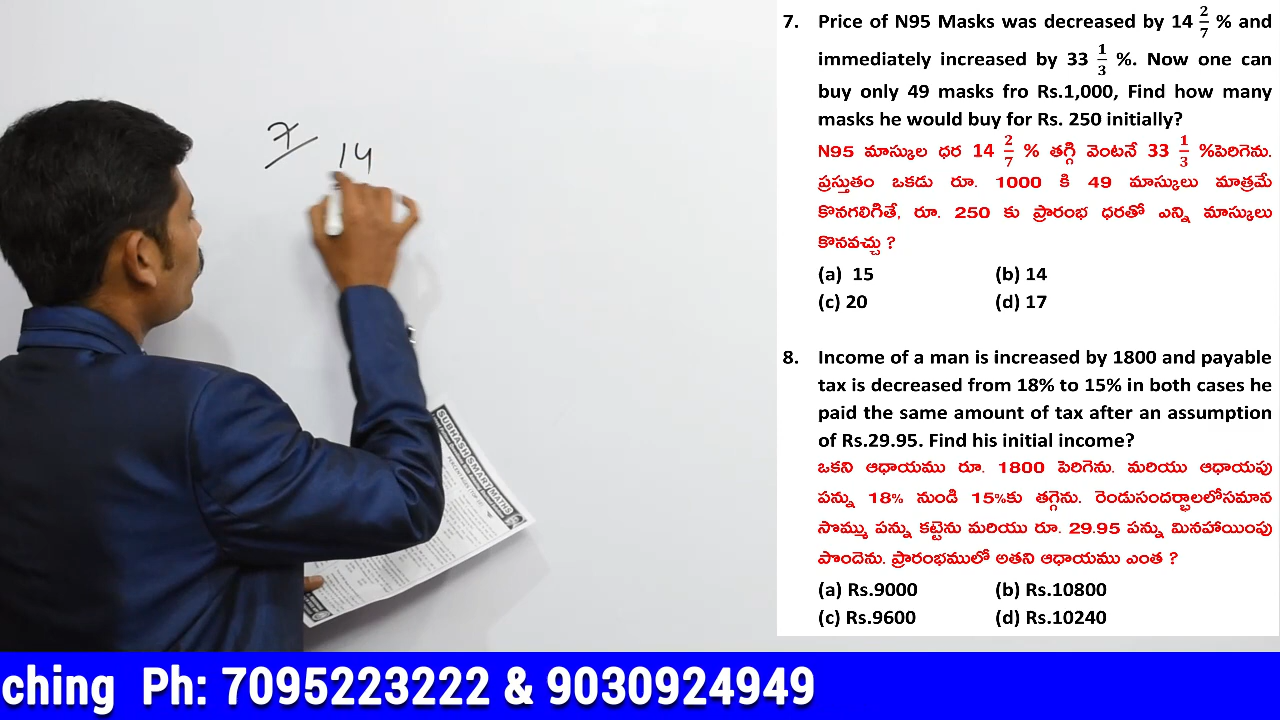 7
14
SUBHASH SMART MATHS
7. Price of N95 Masks was decreased by 14 2/7 % and
immediately increased by 33 1/3 %. Now one can
buy only 49 masks fro Rs.1,000, Find how many
masks he would buy for Rs. 250 initially?
N95 మాస్కుల ధర 14 2/7 % తగ్గి వెంటనే 33 1/3 %పెరిగెను.
ప్రస్తుతం ఒకడు రూ. 1000 కి 49 మాస్కులు మాత్రమే
కొనగలిగితే, రూ. 250 కు ప్రారంభ ధరతో ఎన్ని మాస్కులు
కొనవచ్చు ?
(a) 15 (b) 14
(c) 20 (d) 17
8. Income of a man is increased by 1800 and payable
tax is decreased from 18% to 15% in both cases he
paid the same amount of tax after an assumption
of Rs.29.95. Find his initial income?
ఒకని ఆధాయము రూ. 1800 పెరిగెను. మరియు ఆధాయపు
పన్ను 18% నుండి 15%కు తగ్గెను. రెండుసందర్భాలలోసమాన
సొమ్ము పన్ను కట్టెను మరియు రూ. 29.95 పన్ను మినహాయింపు
పొందెను. ప్రారంభములో అతని ఆధాయము ఎంత ?
(a) Rs.9000 (b) Rs.10800
(c) Rs.9600 (d) Rs.10240
ching Ph: 7095223222 & 9030924949